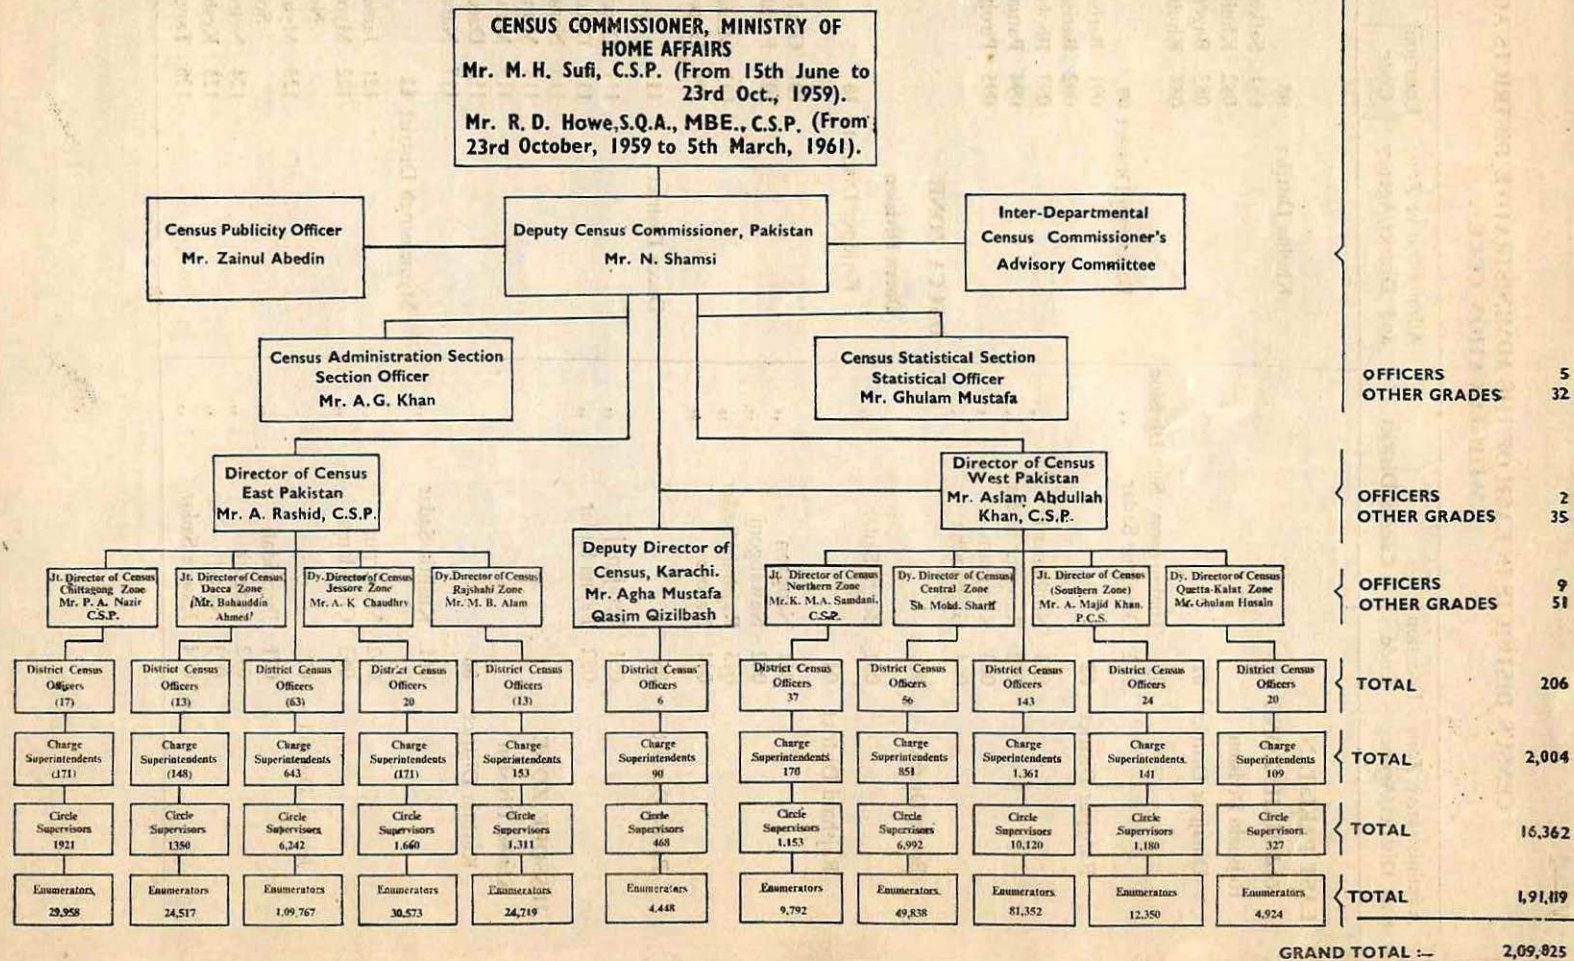 CENSUS COMMISSIONER, MINISTRY OF
HOME AFFAIRS
Mr. M. H. Sufi, C.S.P. (From 15th June to
23rd Oct., 1959).
Mr. R. D. Howe, S.Q.A., MBE., C.S.P. (From
23rd October, 1959 to 5th March, 1961).
Census Publicity Officer
Mr. Zainul Abedin
Deputy Census Commissioner, Pakistan
Mr. N. Shamsi
Inter-Departmental
Census Commissioner's
Advisory Committee
Census Administration Section
Section Officer
Mr. A.G. Khan
Census Statistical Section
Statistical Officer
Mr. Ghulam Mustafa
OFFICERS 5
OTHER GRADES 32
Director of Census
East Pakistan
Mr. A. Rashid, C.S.P.
Director of Census
West Pakistan
Mr. Aslam Abdullah
Khan, C.S.P.
OFFICERS 2
OTHER GRADES 35
Jt. Director of Census
Chittagong Zone
Mr. P. A. Nazir
C.S.P.
Jt. Director of Census
Dacca Zone
Mr. Bahauddin
Ahmed
Dy. Director of Census
Jessore Zone
Mr. A. K Chaudhry
Dy. Director of Census
Rajshahi Zone
Mr. M. B. Alam
Deputy Director of
Census, Karachi.
Mr. Agha Mustafa
Qasim Qizilbash
Jt. Director of Census
Northern Zone
Mr. K. M.A. Samdani,
C.S.P.
Dy. Director of Census
Central Zone
Sh. Mohd. Sharif
Jt. Director of Census
(Southern Zone)
Mr. A. Majid Khan,
P.C.S.
Dy. Director of Census
Quetta-Kalat Zone
Mr. Ghulam Husain
OFFICERS 9
OTHER GRADES 51
District Census
Officers
(17)
District Census
Officers
(13)
District Census
Officers
(63)
District Census
Officers
20
District Census
Officers
(13)
District Census
Officers
6
District Census
Officers
37
District Census
Officers
56
District Census
Officers
143
District Census
Officers
24
District Census
Officers
20
TOTAL 206
Charge
Superintendents
(171)
Charge
Superintendents
(148)
Charge
Superintendents
643
Charge
Superintendents
(171)
Charge
Superintendents
153
Charge
Superintendents
90
Charge
Superintendents
170
Charge
Superintendents
851
Charge
Superintendents
1,361
Charge
Superintendents
141
Charge
Superintendents
109
TOTAL 2,004
Circle
Supervisors
1921
Circle
Supervisors
1350
Circle
Supervisors
6,242
Circle
Supervisors
1,660
Circle
Supervisors
1,311
Circle
Supervisors
468
Circle
Supervisors
1,153
Circle
Supervisors
6,992
Circle
Supervisors
10,120
Circle
Supervisors
1,180
Circle
Supervisors
327
TOTAL 16,362
Enumerators
29,958
Enumerators
24,517
Enumerators
1,09,767
Enumerators
30,573
Enumerators
24,719
Enumerators
4,448
Enumerators
9,792
Enumerators
49,838
Enumerators
81,352
Enumerators
12,350
Enumerators
4,924
TOTAL 1,91,119
GRAND TOTAL :— 2,09,825